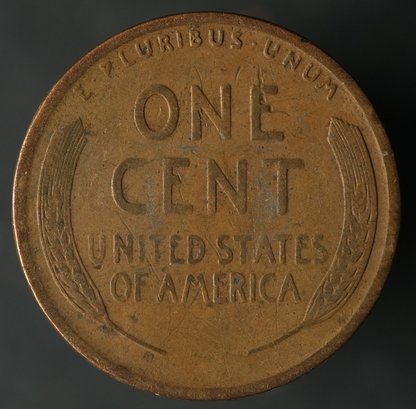 E PLURIBUS·UNUM
ONE
CENT
UNITED STATES
OF AMERICA